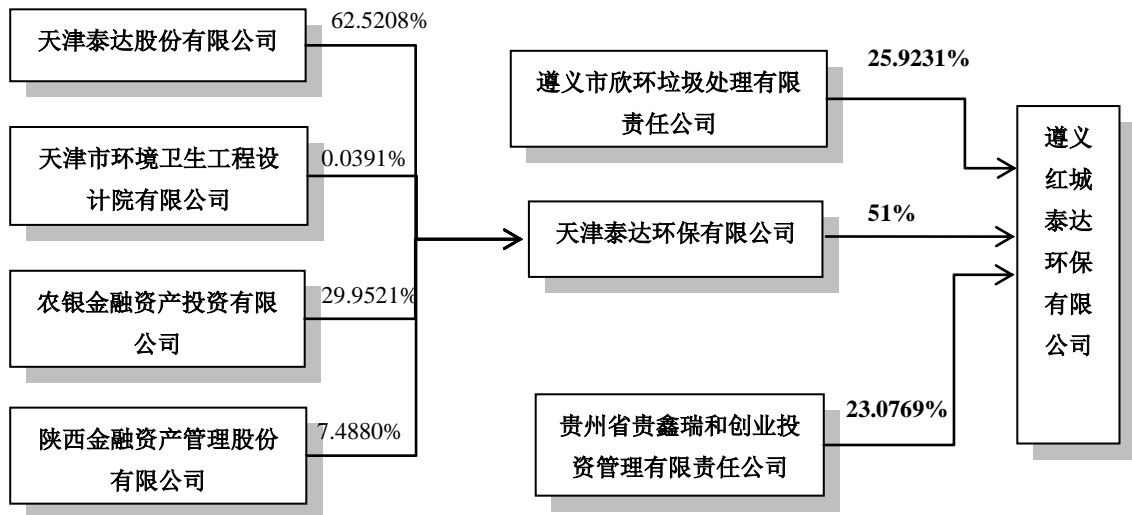 天津泰达股份有限公司
62.5208%
天津市环境卫生工程设
计院有限公司
0.0391%
农银金融资产投资有限
公司
29.9521%
陕西金融资产管理股份
有限公司
7.4880%
遵义市欣环垃圾处理有限
责任公司
25.9231%
天津泰达环保有限公司
51%
贵州省贵鑫瑞和创业投
资管理有限责任公司
23.0769%
遵义
红城
泰达
环保
有限
公司